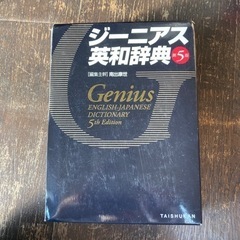 ジーニアス
英和辞典 第5版
[編集主幹] 南出康世
Genius
ENGLISH-JAPANESE
DICTIONARY
5th Edition
TAISHUKAN